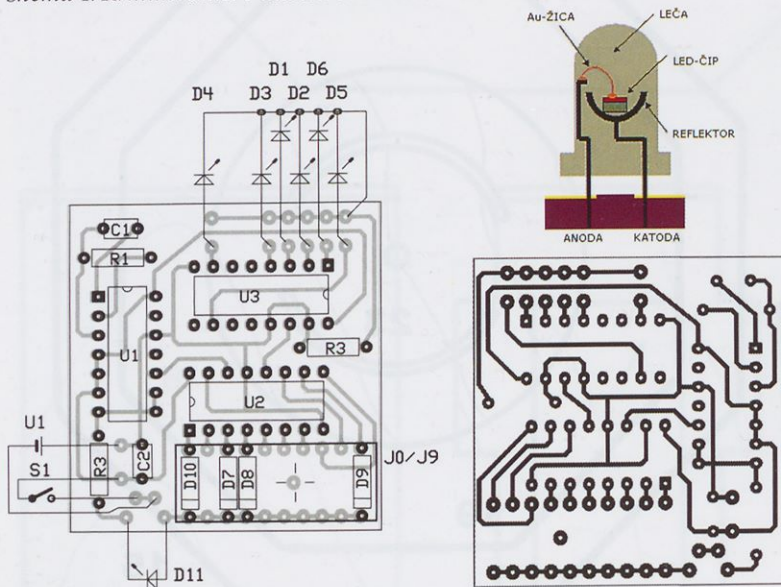 D1 D6
D4 D3 D2 D5
C1
R1
U3
U1
R3
U2
U1
J0/J9
S1
R3
C2
D10
D7
D8
D9
D11
Au-ŽICA
LEČA
LED-ČIP
REFLEKTOR
ANODA KATODA